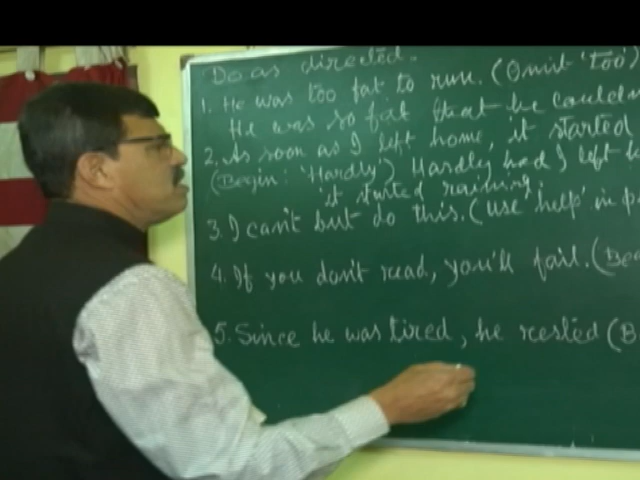 Do as directed.
1. He was too fat to run. (Omit 'too')
He was so fat that he could
2. As soon as I left home, it started
(Begin: 'Hardly') Hardly had I left
it started raining.
3. I can't but do this. (use 'help' in
4. If you don't read, you'll fail. (
5. Since he was tired, he rested (B